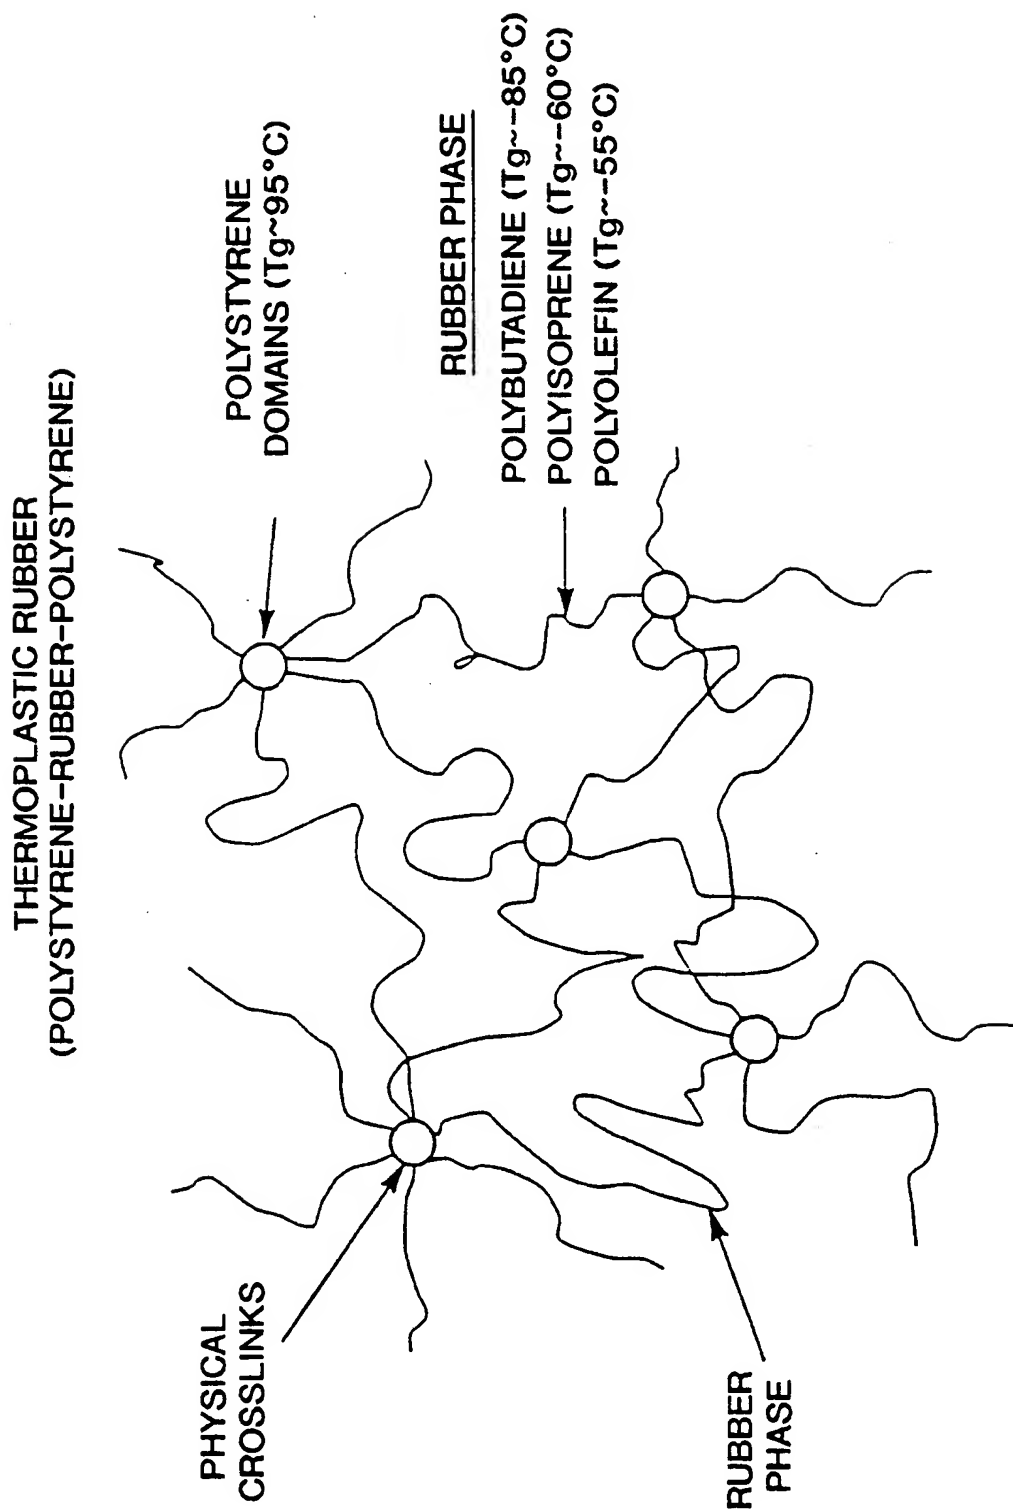 THERMOPLASTIC RUBBER
(POLYSTYRENE-RUBBER-POLYSTYRENE)
POLYSTYRENE
DOMAINS (Tg~95°C)
PHYSICAL
CROSSLINKS
RUBBER PHASE
POLYBUTADIENE (Tg~-85°C)
POLYISOPRENE (Tg~-60°C)
POLYOLEFIN (Tg~-55°C)
RUBBER
PHASE